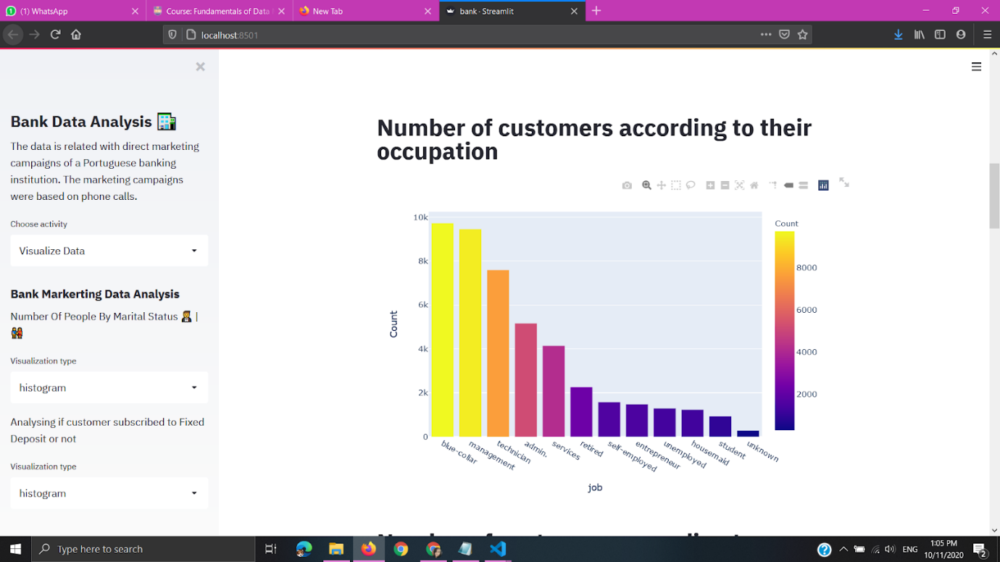 (1) WhatsApp
Course: Fundamentals of Data
New Tab
bank · Streamlit
localhost:8501
Bank Data Analysis
The data is related with direct marketing
campaigns of a Portuguese banking
institution. The marketing campaigns
were based on phone calls.
Choose activity
Visualize Data
Bank Markerting Data Analysis
Number Of People By Marital Status |
Visualization type
histogram
Analysing if customer subscribed to Fixed
Deposit or not
Visualization type
histogram
Number of customers according to their
occupation
Count
10k
8k
6k
4k
2k
0
blue-collar
management
technician
admin.
services
retired
self-employed
entrepreneur
unemployed
housemaid
student
unknown
job
Count
8000
6000
4000
2000
Type here to search
ENG
1:05 PM
10/11/2020
2